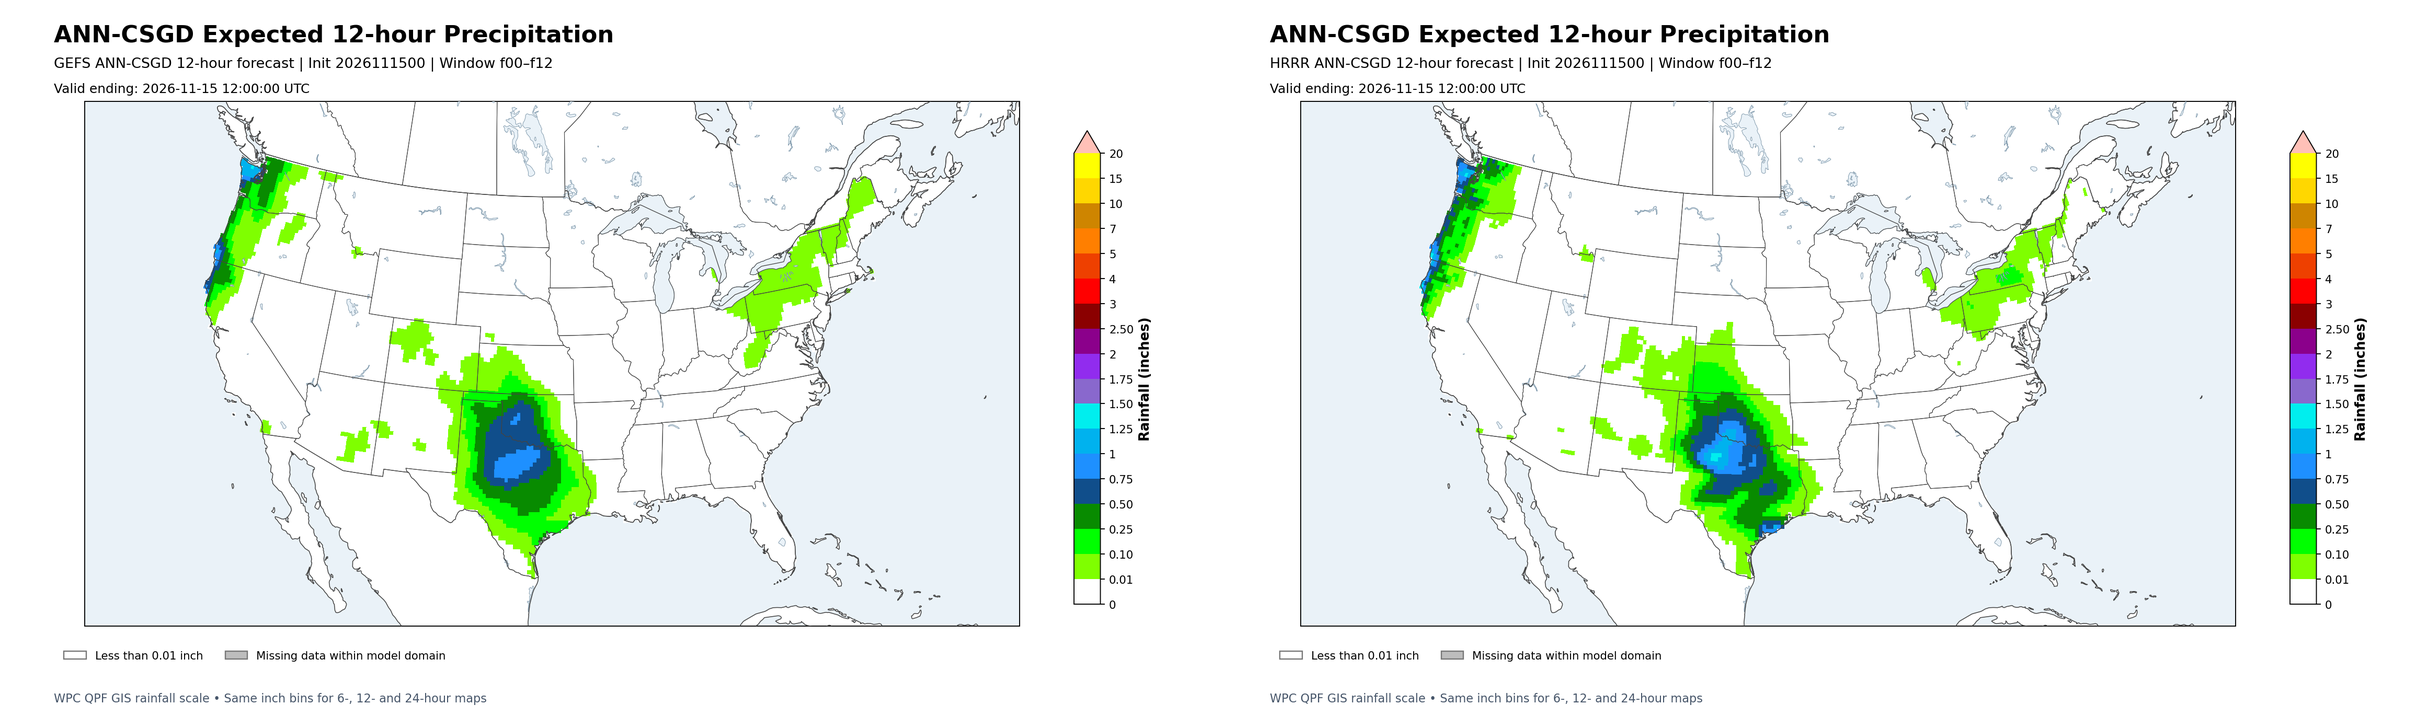 ANN-CSGD Expected 12-hour Precipitation
GEFS ANN-CSGD 12-hour forecast | Init 2026111500 | Window f00–f12
Valid ending: 2026-11-15 12:00:00 UTC
20
15
10
7
5
4
3
2.50
2
1.75
1.50
1.25
1
0.75
0.50
0.25
0.10
0.01
0
Rainfall (inches)
Less than 0.01 inch
Missing data within model domain
WPC QPF GIS rainfall scale • Same inch bins for 6-, 12- and 24-hour maps
ANN-CSGD Expected 12-hour Precipitation
HRRR ANN-CSGD 12-hour forecast | Init 2026111500 | Window f00–f12
Valid ending: 2026-11-15 12:00:00 UTC
20
15
10
7
5
4
3
2.50
2
1.75
1.50
1.25
1
0.75
0.50
0.25
0.10
0.01
0
Rainfall (inches)
Less than 0.01 inch
Missing data within model domain
WPC QPF GIS rainfall scale • Same inch bins for 6-, 12- and 24-hour maps